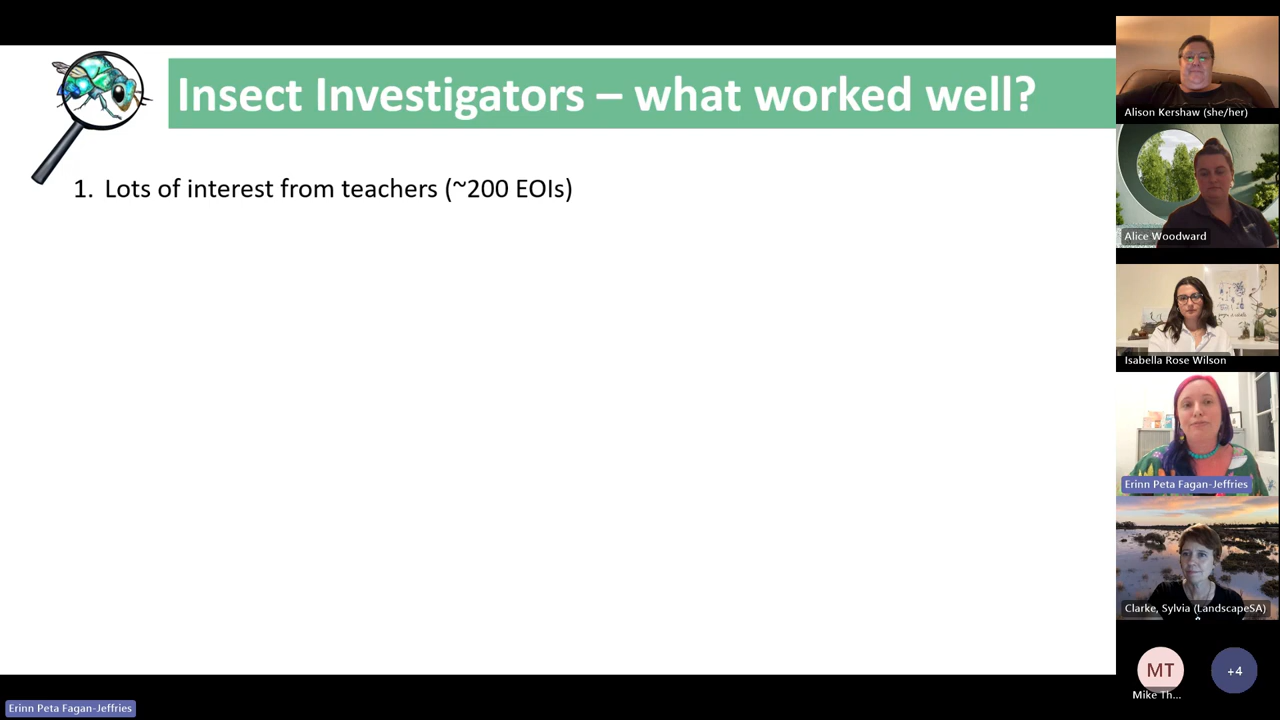 Insect Investigators – what worked well?
1. Lots of interest from teachers (~200 EOIs)
Alison Kershaw (she/her)
Alice Woodward
Isabella Rose Wilson
Erinn Peta Fagan-Jeffries
Clarke, Sylvia (LandscapeSA)
MT
+4
Mike Th...
Erinn Peta Fagan-Jeffries